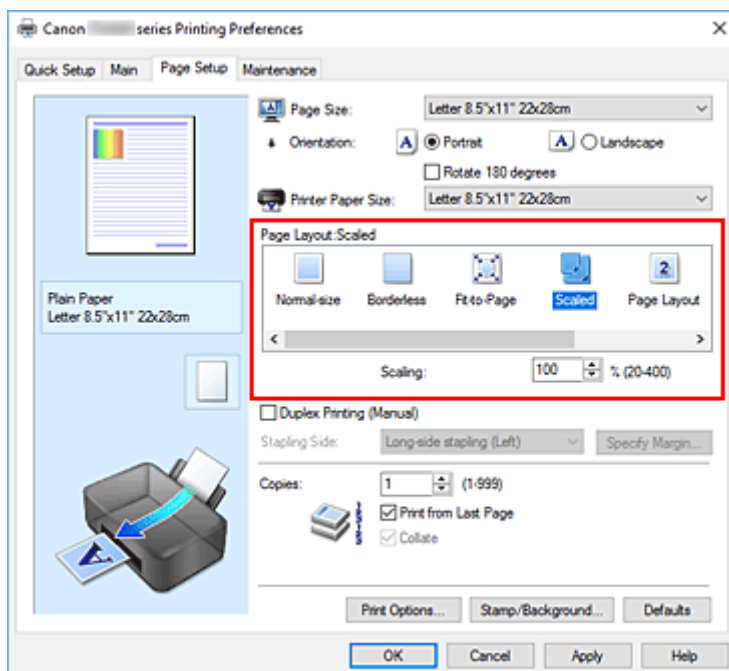 Canon series Printing Preferences
Quick Setup Main Page Setup Maintenance
Page Size: Letter 8.5"x11" 22x28cm
Orientation: A Portrait A Landscape
Rotate 180 degrees
Printer Paper Size: Letter 8.5"x11" 22x28cm
Page Layout:Scaled
2
Normal-size Borderless Fit-to-Page Scaled Page Layout
Plain Paper
Letter 8.5"x11" 22x28cm
Scaling: 100 % (20-400)
Duplex Printing (Manual)
Stapling Side: Long-side stapling (Left) Specify Margin...
Copies: 1 (1-999)
Print from Last Page
Collate
A
Print Options... Stamp/Background... Defaults
OK Cancel Apply Help